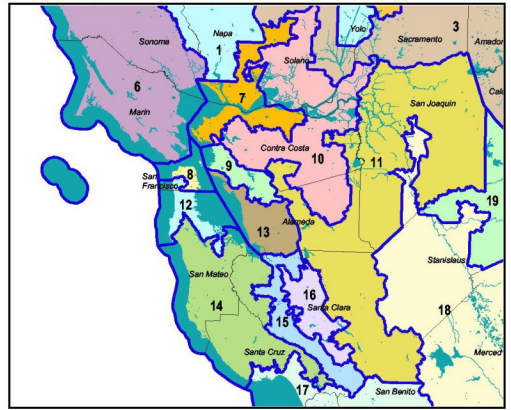 Napa
Yolo
3
Sonoma
1
Sacramento
Amador
Solano
6
7
San Joaquin
Marin
Contra Costa
9
10
11
San
Francisco
8
12
19
13
Alameda
Stanislaus
San Mateo
16
14
Santa Clara
18
15
Santa Cruz
Merced
17
San Benito